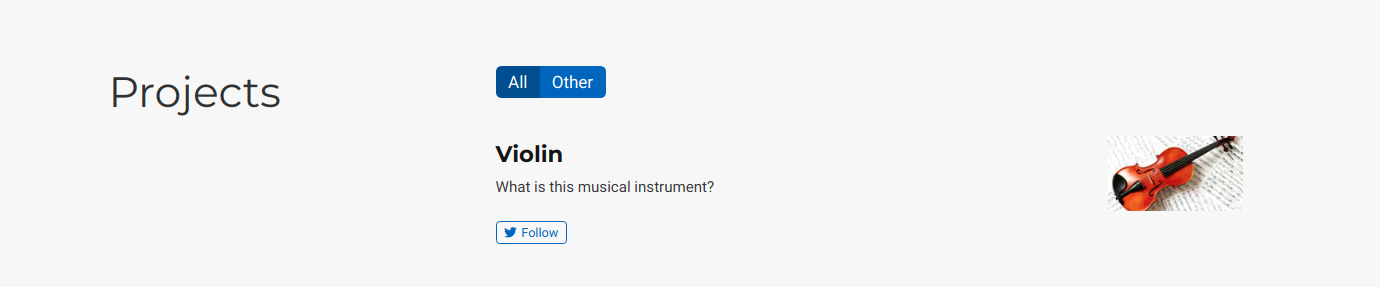 Projects
All Other
Violin
What is this musical instrument?
Follow